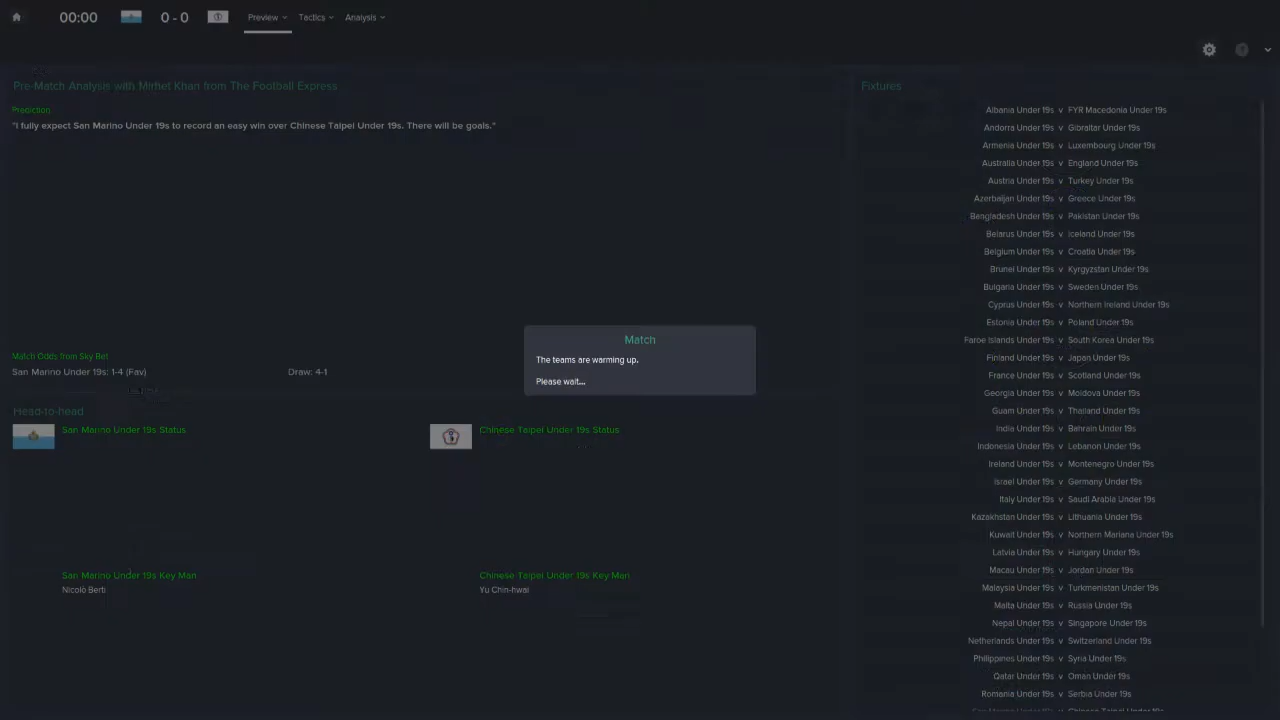 00:00 0 - 0 Preview Tactics Analysis
Pre-Match Analysis with Mirhet Khan from The Football Express
Prediction
"I fully expect San Marino Under 19s to record an easy win over Chinese Taipei Under 19s. There will be goals."
Match Odds from Sky Bet
San Marino Under 19s: 1-4 (Fav) Draw: 4-1
Head-to-head
San Marino Under 19s Status
Chinese Taipei Under 19s Status
San Marino Under 19s Key Man
Nicolò Berti
Chinese Taipei Under 19s Key Man
Yu Chin-hwai
Match
The teams are warming up.
Please wait...
Fixtures
Albania Under 19s v FYR Macedonia Under 19s
Andorra Under 19s v Gibraltar Under 19s
Armenia Under 19s v Luxembourg Under 19s
Australia Under 19s v England Under 19s
Austria Under 19s v Turkey Under 19s
Azerbaijan Under 19s v Greece Under 19s
Bangladesh Under 19s v Pakistan Under 19s
Belarus Under 19s v Iceland Under 19s
Belgium Under 19s v Croatia Under 19s
Brunei Under 19s v Kyrgyzstan Under 19s
Bulgaria Under 19s v Sweden Under 19s
Cyprus Under 19s v Northern Ireland Under 19s
Estonia Under 19s v Poland Under 19s
Faroe Islands Under 19s v South Korea Under 19s
Finland Under 19s v Japan Under 19s
France Under 19s v Scotland Under 19s
Georgia Under 19s v Moldova Under 19s
Guam Under 19s v Thailand Under 19s
India Under 19s v Bahrain Under 19s
Indonesia Under 19s v Lebanon Under 19s
Ireland Under 19s v Montenegro Under 19s
Israel Under 19s v Germany Under 19s
Italy Under 19s v Saudi Arabia Under 19s
Kazakhstan Under 19s v Lithuania Under 19s
Kuwait Under 19s v Northern Mariana Under 19s
Latvia Under 19s v Hungary Under 19s
Macau Under 19s v Jordan Under 19s
Malaysia Under 19s v Turkmenistan Under 19s
Malta Under 19s v Russia Under 19s
Nepal Under 19s v Singapore Under 19s
Netherlands Under 19s v Switzerland Under 19s
Philippines Under 19s v Syria Under 19s
Qatar Under 19s v Oman Under 19s
Romania Under 19s v Serbia Under 19s
San Marino Under 19s v Chinese Taipei Under 19s